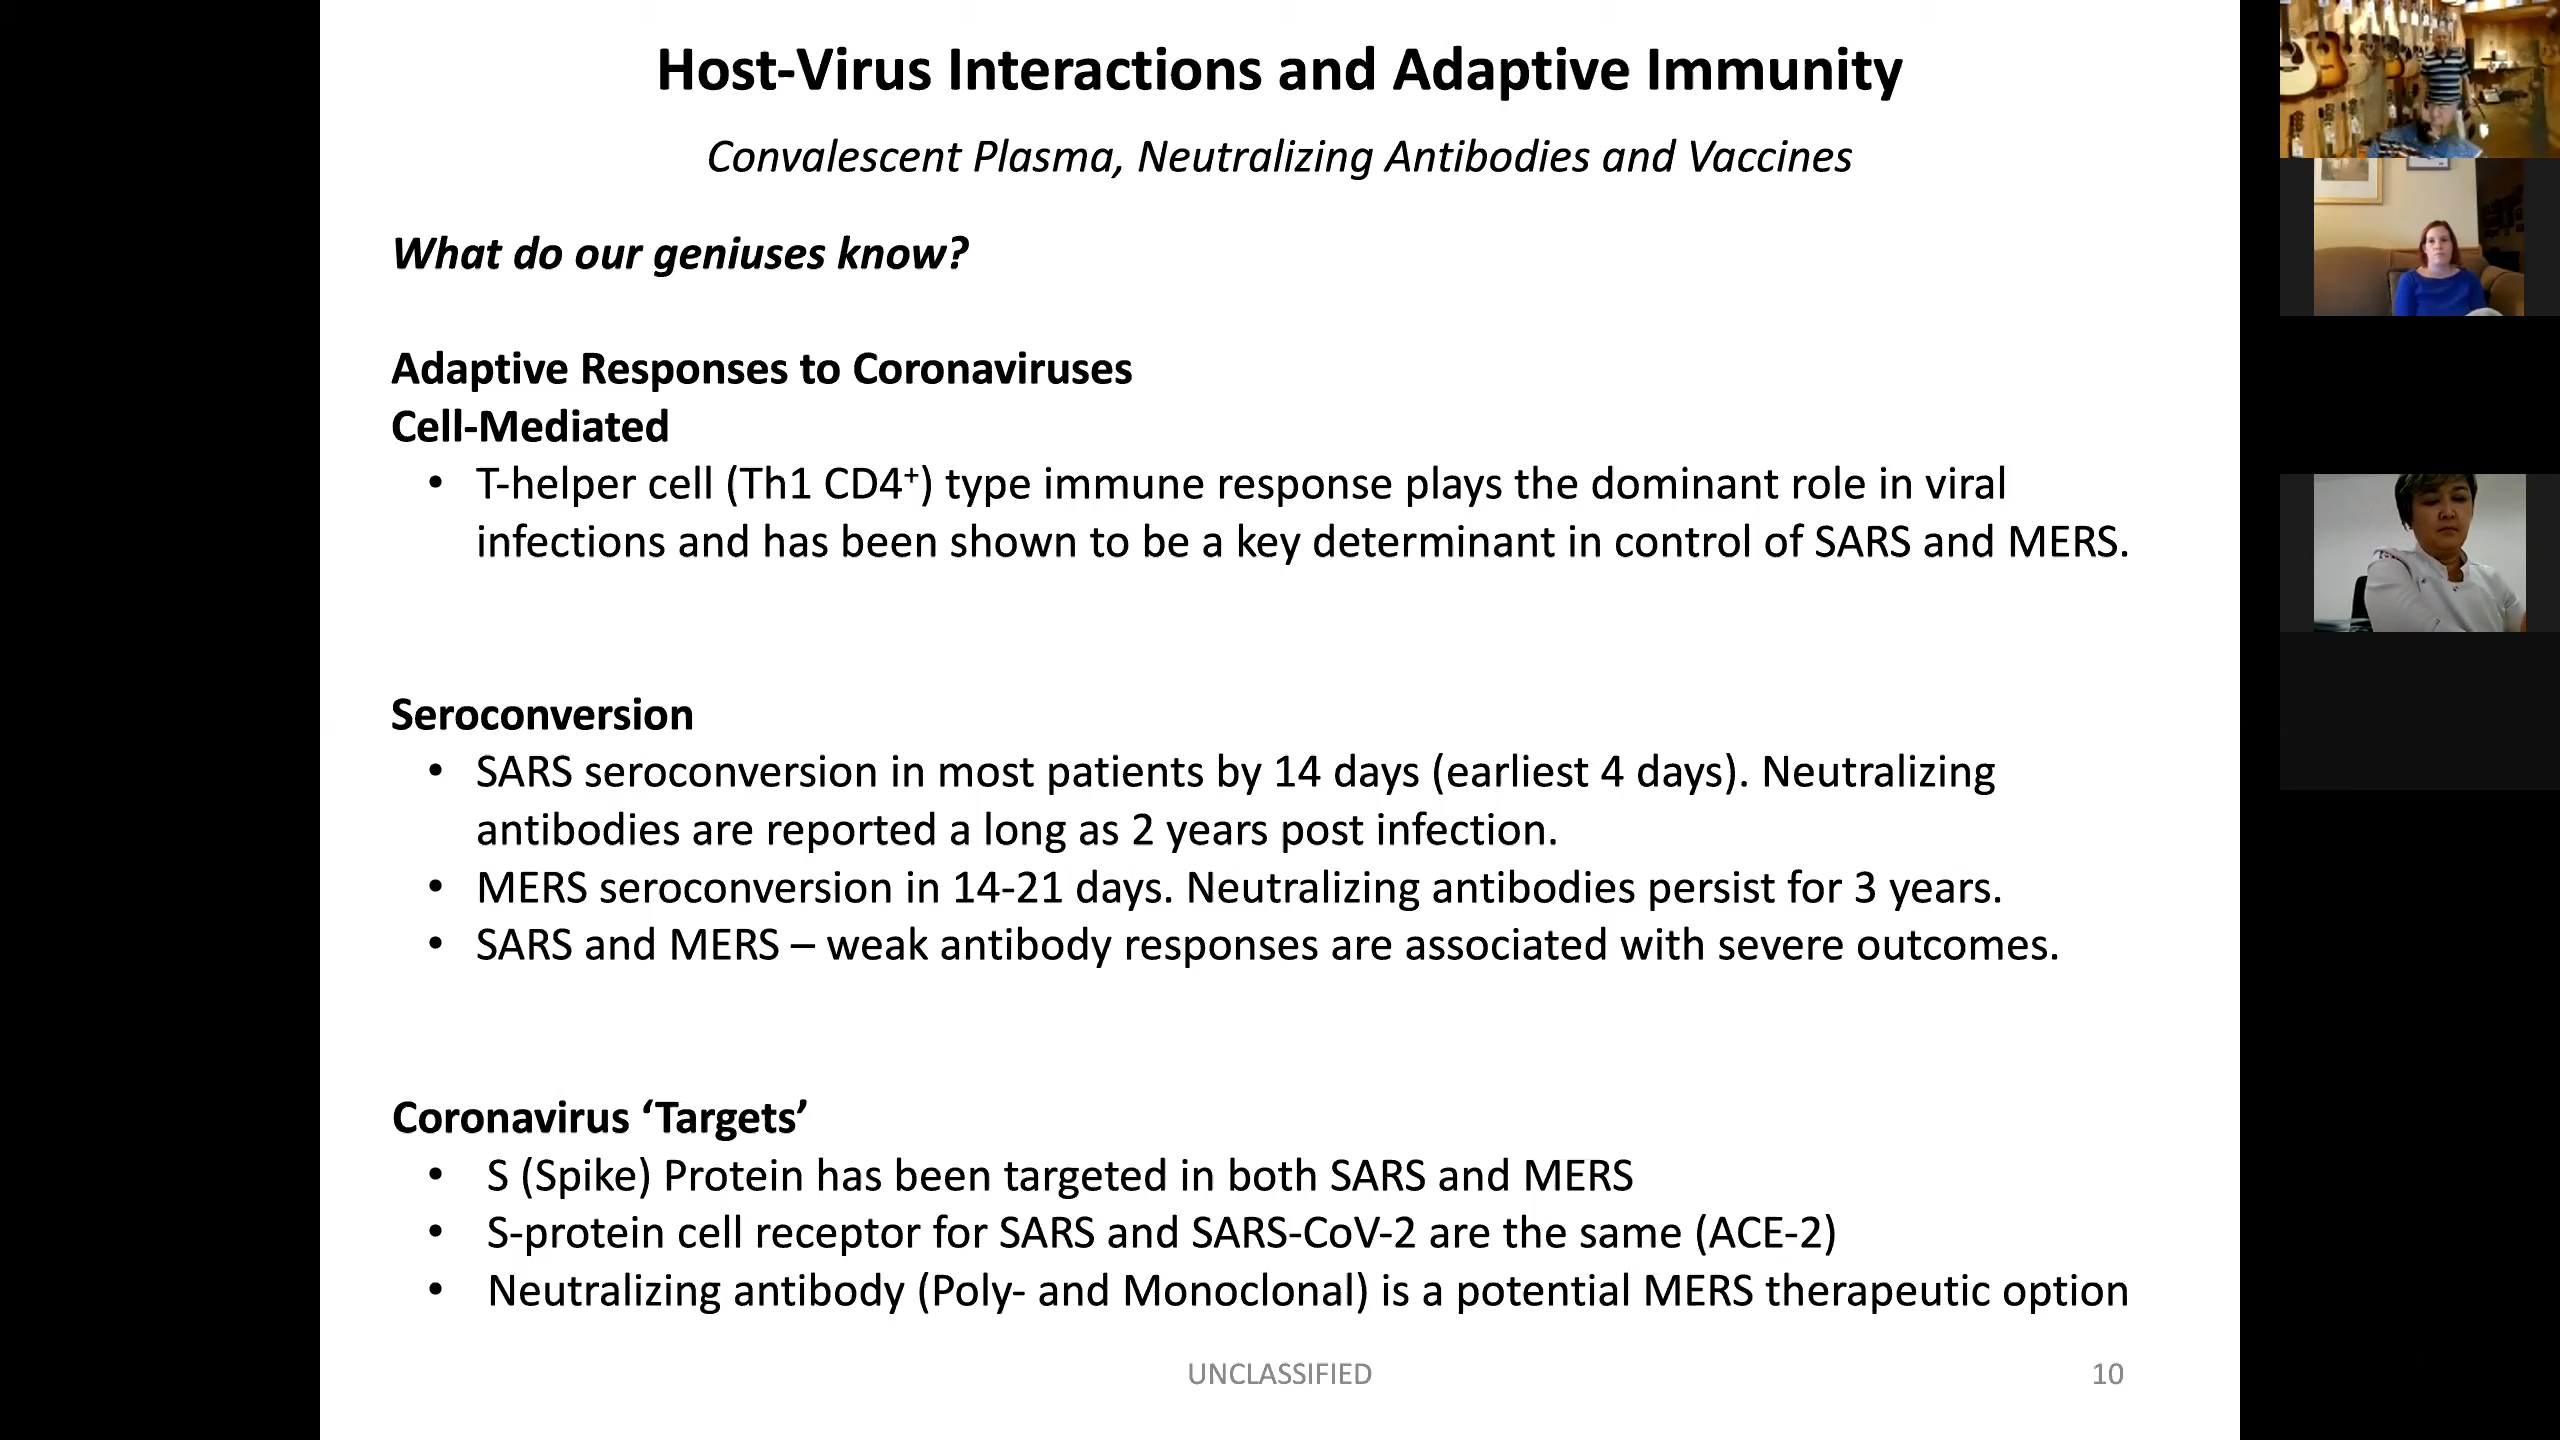 Host-Virus Interactions and Adaptive Immunity
Convalescent Plasma, Neutralizing Antibodies and Vaccines
What do our geniuses know?
Adaptive Responses to Coronaviruses
Cell-Mediated
• T-helper cell (Th1 CD4⁺) type immune response plays the dominant role in viral
infections and has been shown to be a key determinant in control of SARS and MERS.
Seroconversion
• SARS seroconversion in most patients by 14 days (earliest 4 days). Neutralizing
antibodies are reported a long as 2 years post infection.
• MERS seroconversion in 14-21 days. Neutralizing antibodies persist for 3 years.
• SARS and MERS – weak antibody responses are associated with severe outcomes.
Coronavirus ‘Targets’
• S (Spike) Protein has been targeted in both SARS and MERS
• S-protein cell receptor for SARS and SARS-CoV-2 are the same (ACE-2)
• Neutralizing antibody (Poly- and Monoclonal) is a potential MERS therapeutic option
UNCLASSIFIED
10